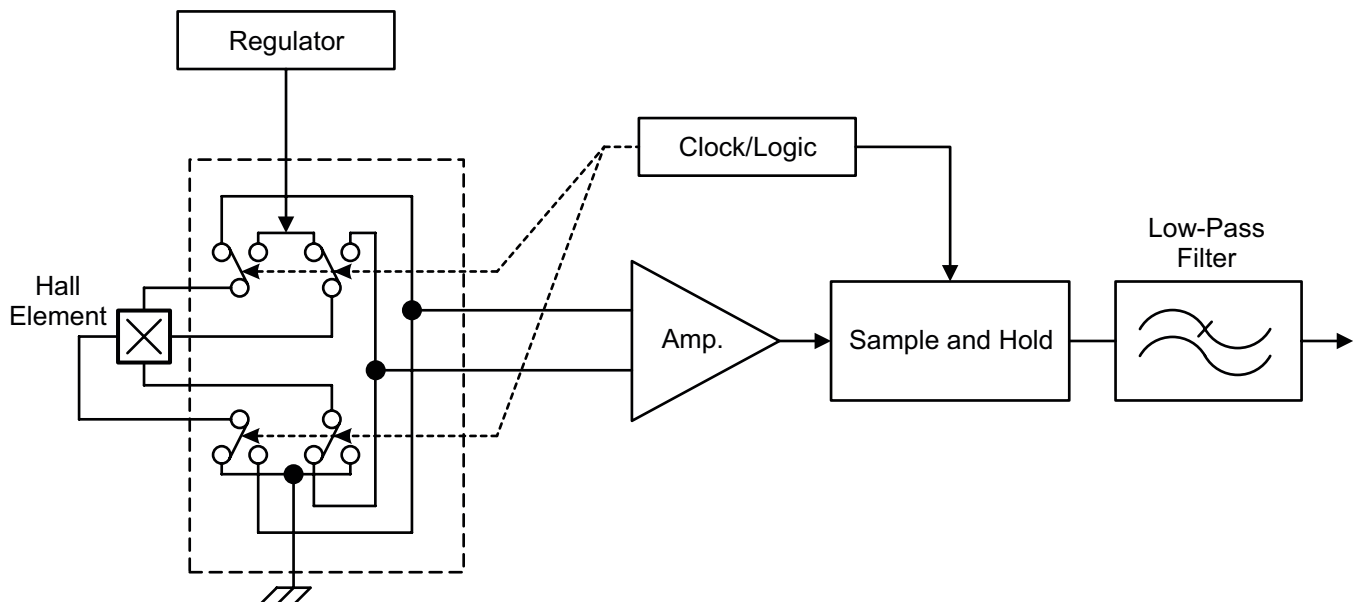 Regulator
Clock/Logic
Low-Pass
Filter
Hall
Element
Amp.
Sample and Hold